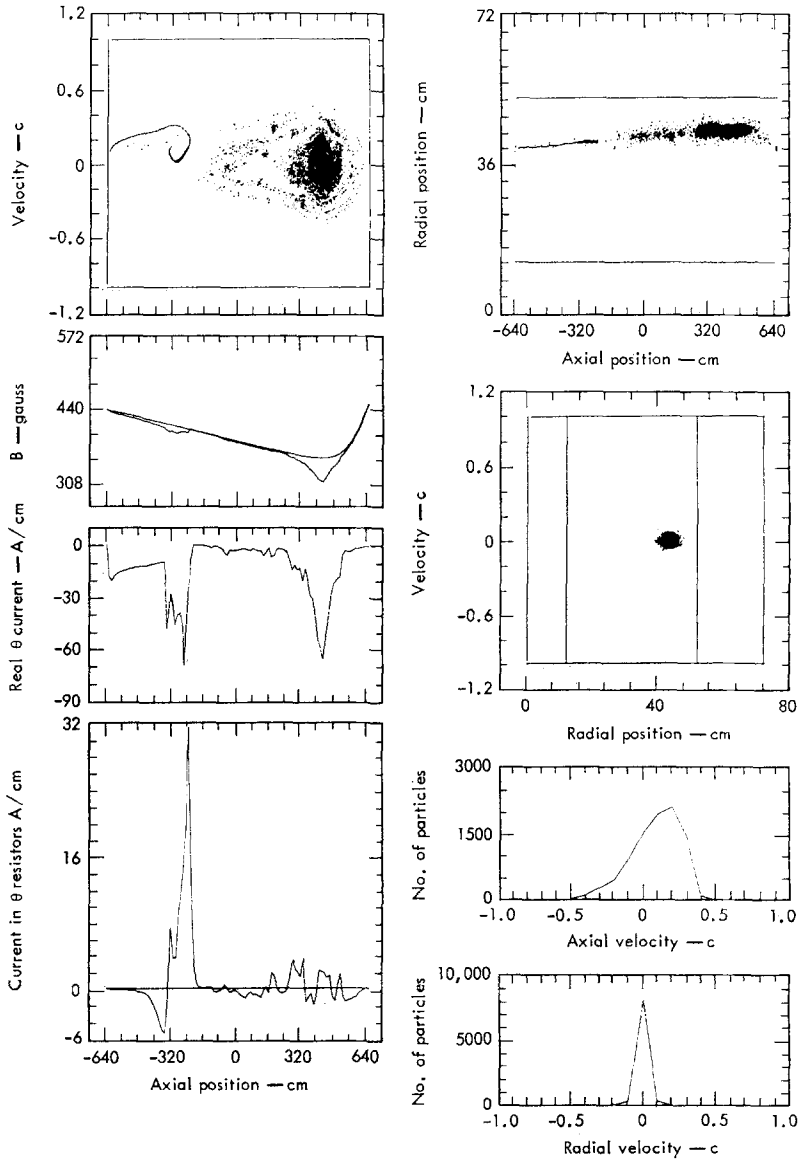 1.2
0.6
0
-0.6
-1.2
Velocity — c
572
440
308
B — gauss
0
-30
-60
-90
Real θ current — A/cm
32
16
0
-6
Current in θ resistors A/cm
-640 -320 0 320 640
Axial position — cm
72
36
0
Radial position — cm
-640 -320 0 320 640
Axial position — cm
1.2
0.6
0
-0.6
-1.2
Velocity — c
0 40 80
Radial position — cm
3000
1500
0
No. of particles
-1.0 -0.5 0 0.5 1.0
Axial velocity — c
10,000
5000
0
No. of particles
-1.0 -0.5 0 0.5 1.0
Radial velocity — c